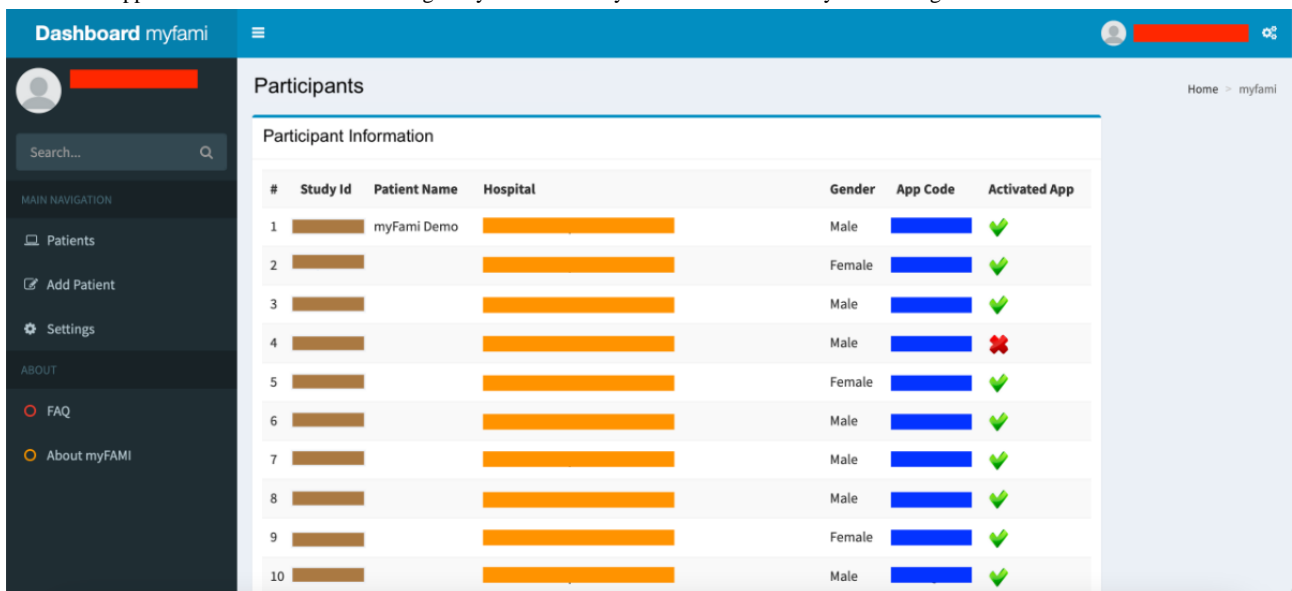 Dashboard myfami
Participants
Home > myfami
Search...
MAIN NAVIGATION
Patients
Add Patient
Settings
ABOUT
FAQ
About myFAMI
Participant Information
# Study Id Patient Name Hospital Gender App Code Activated App
1 myFami Demo Male
2 Female
3 Male
4 Male
5 Female
6 Male
7 Male
8 Male
9 Female
10 Male